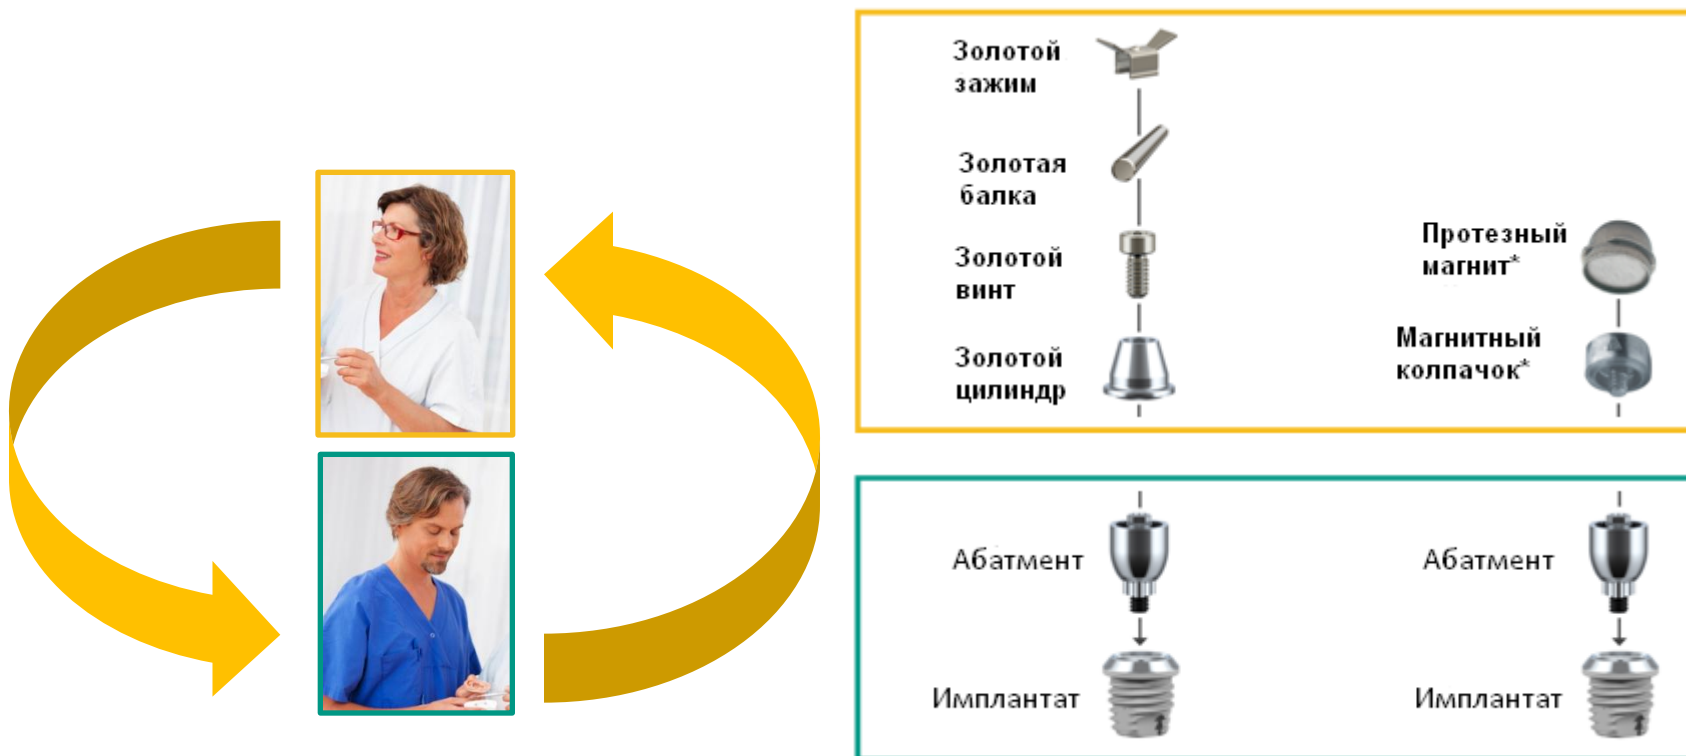 Золотой
зажим
Золотая
балка
Золотой
винт
Золотой
цилиндр
Протезный
магнит*
Магнитный
колпачок*
Абатмент
Имплантат
Абатмент
Имплантат